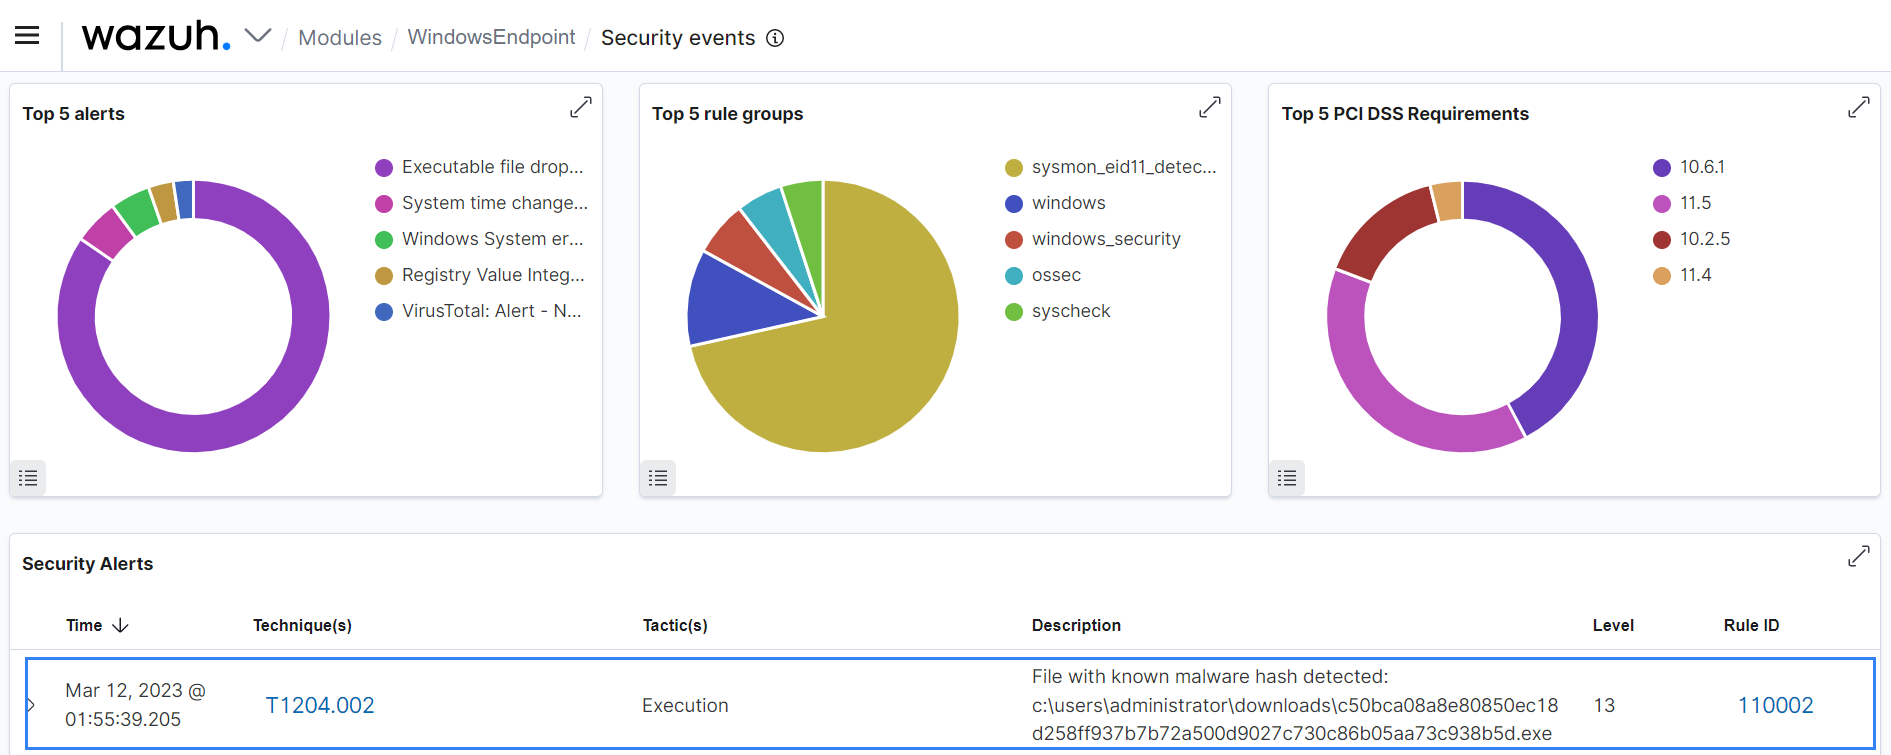 wazuh. / Modules / WindowsEndpoint / Security events
Top 5 alerts
Executable file drop...
System time change...
Windows System er...
Registry Value Integ...
VirusTotal: Alert - N...
Top 5 rule groups
sysmon_eid11_detec...
windows
windows_security
ossec
syscheck
Top 5 PCI DSS Requirements
10.6.1
11.5
10.2.5
11.4
Security Alerts
Time Technique(s) Tactic(s) Description Level Rule ID
Mar 12, 2023 @
01:55:39.205
T1204.002
Execution
File with known malware hash detected:
c:\users\administrator\downloads\c50bca08a8e80850ec18
d258ff937b7b72a500d9027c730c86b05aa73c938b5d.exe
13
110002